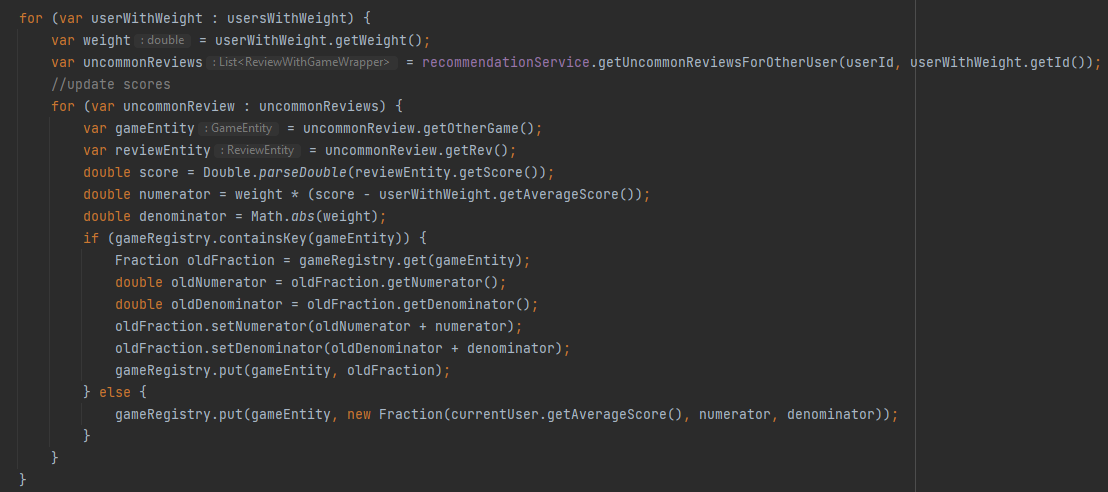 for (var userWithWeight : usersWithWeight) {
    var weight : double = userWithWeight.getWeight();
    var uncommonReviews : List<ReviewWithGameWrapper> = recommendationService.getUncommonReviewsForOtherUser(userId, userWithWeight.getId());
    //update scores
    for (var uncommonReview : uncommonReviews) {
        var gameEntity : GameEntity = uncommonReview.getOtherGame();
        var reviewEntity : ReviewEntity = uncommonReview.getRev();
        double score = Double.parseDouble(reviewEntity.getScore());
        double numerator = weight * (score - userWithWeight.getAverageScore());
        double denominator = Math.abs(weight);
        if (gameRegistry.containsKey(gameEntity)) {
            Fraction oldFraction = gameRegistry.get(gameEntity);
            double oldNumerator = oldFraction.getNumerator();
            double oldDenominator = oldFraction.getDenominator();
            oldFraction.setNumerator(oldNumerator + numerator);
            oldFraction.setDenominator(oldDenominator + denominator);
            gameRegistry.put(gameEntity, oldFraction);
        } else {
            gameRegistry.put(gameEntity, new Fraction(currentUser.getAverageScore(), numerator, denominator));
        }
    }
}